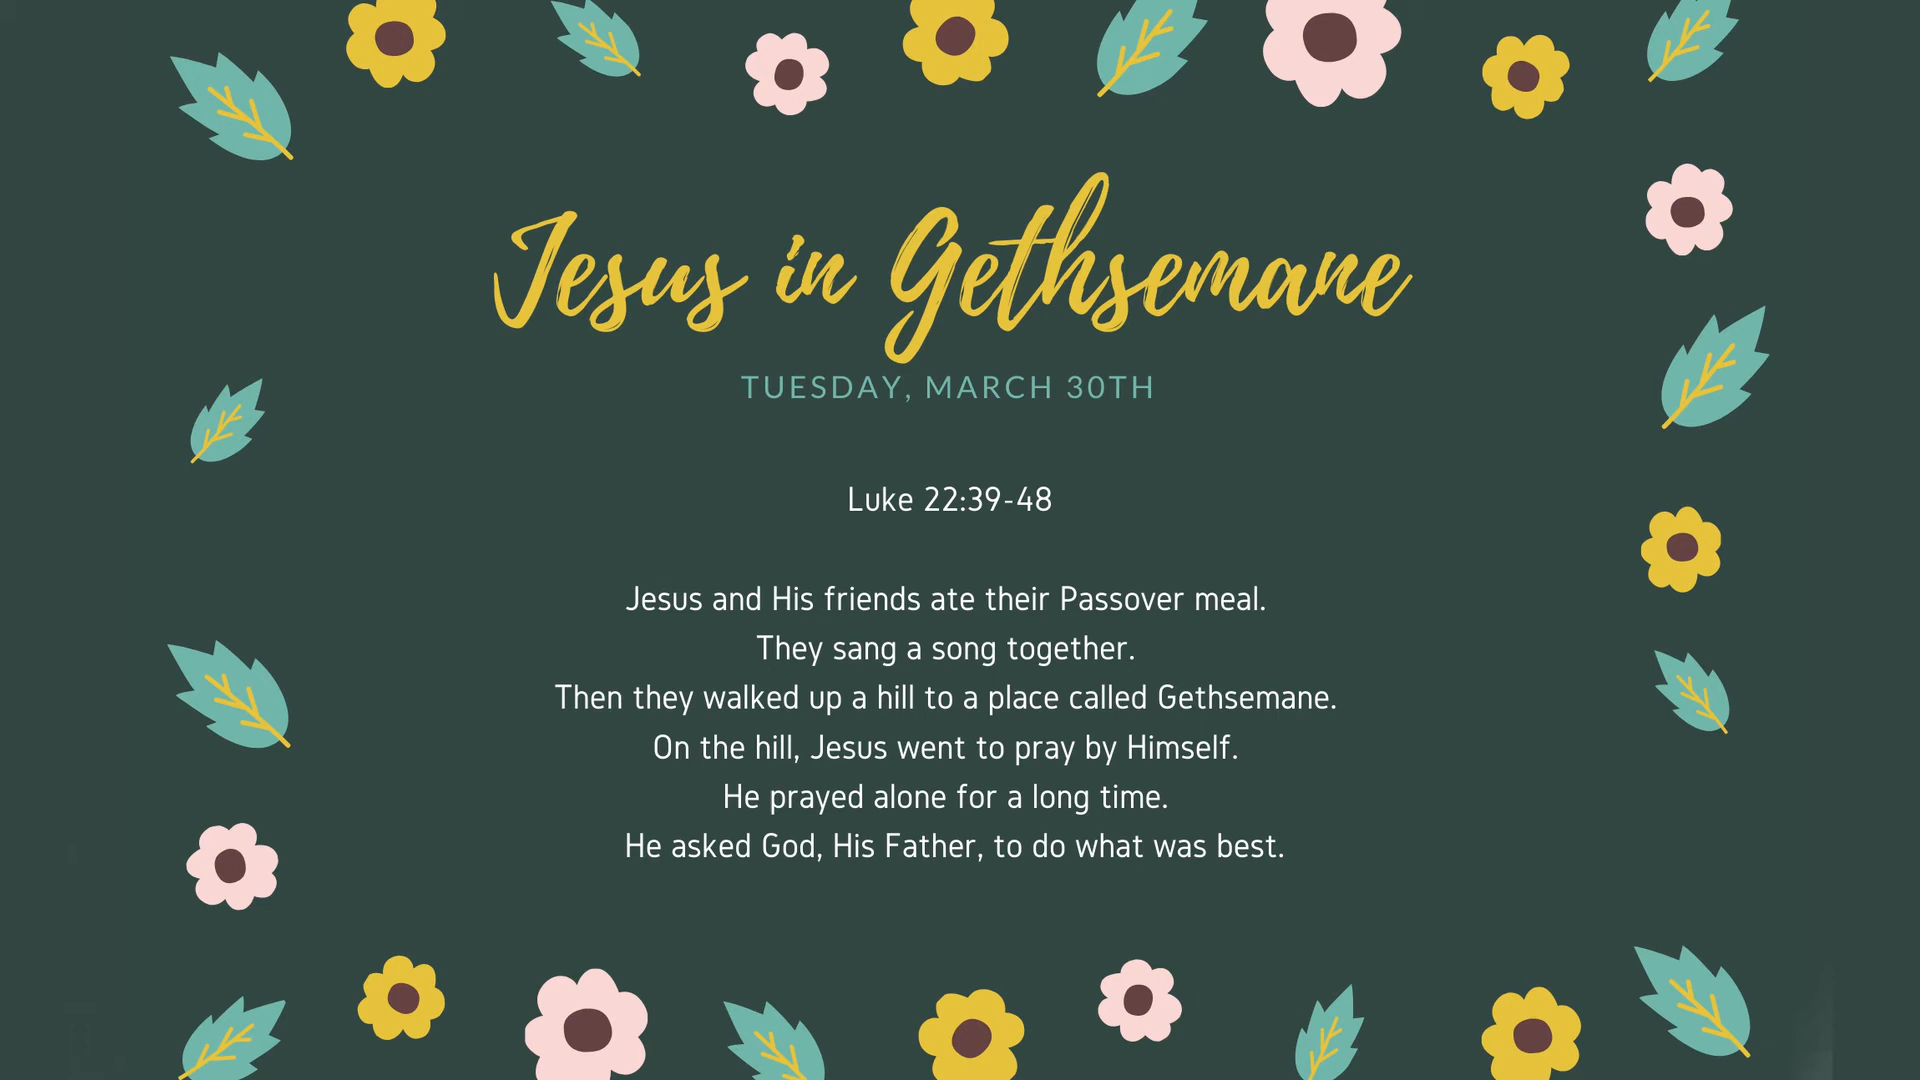 Jesus in Gethsemane
TUESDAY, MARCH 30TH
Luke 22:39-48
Jesus and His friends ate their Passover meal.
They sang a song together.
Then they walked up a hill to a place called Gethsemane.
On the hill, Jesus went to pray by Himself.
He prayed alone for a long time.
He asked God, His Father, to do what was best.